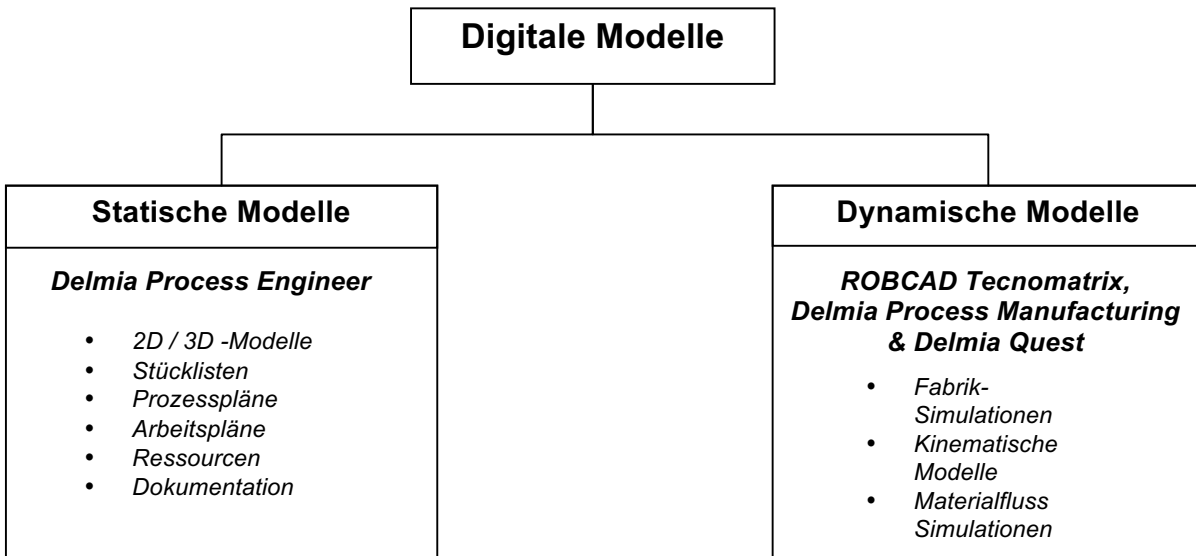 Digitale Modelle
Statische Modelle
Delmia Process Engineer
• 2D / 3D -Modelle
• Stücklisten
• Prozesspläne
• Arbeitspläne
• Ressourcen
• Dokumentation
Dynamische Modelle
ROBCAD Tecnomatrix,
Delmia Process Manufacturing
& Delmia Quest
• Fabrik-
Simulationen
• Kinematische
Modelle
• Materialfluss
Simulationen